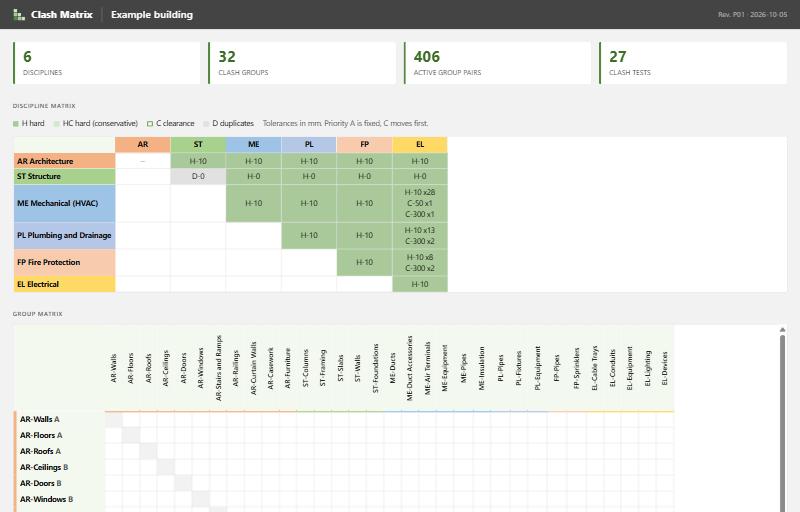 Clash Matrix Example building Rev. P01 · 2026-10-05
6 32 406 27
DISCIPLINES CLASH GROUPS ACTIVE GROUP PAIRS CLASH TESTS
DISCIPLINE MATRIX
H hard HC hard (conservative) C clearance D duplicates Tolerances in mm. Priority A is fixed, C moves first.
AR ST ME PL FP EL
AR Architecture – H-10 H-10 H-10 H-10 H-10
ST Structure D-0 H-0 H-0 H-0 H-0
ME Mechanical (HVAC) H-10 H-10 H-10 H-10 x28
C-50 x1
C-300 x1
PL Plumbing and Drainage H-10 H-10 H-10 x13
C-300 x2
FP Fire Protection H-10 H-10 x8
C-300 x2
EL Electrical H-10
GROUP MATRIX
AR-Walls
AR-Floors
AR-Roofs
AR-Ceilings
AR-Doors
AR-Windows
AR-Stairs and Ramps
AR-Railings
AR-Curtain Walls
AR-Casework
AR-Furniture
ST-Columns
ST-Framing
ST-Slabs
ST-Walls
ST-Foundations
ME-Ducts
ME-Duct Accessories
ME-Air Terminals
ME-Equipment
ME-Pipes
ME-Insulation
PL-Pipes
PL-Fixtures
PL-Equipment
FP-Pipes
FP-Sprinklers
EL-Cable Trays
EL-Conduits
EL-Equipment
EL-Lighting
EL-Devices
AR-Walls A
AR-Floors A
AR-Roofs A
AR-Ceilings B
AR-Doors B
AR-Windows B